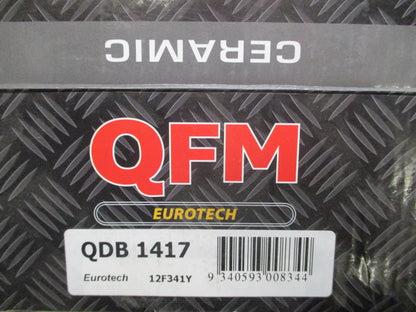 CERAMIC
QFM
EUROTECH
QDB 1417
Eurotech 12F341Y
9 340593 008344